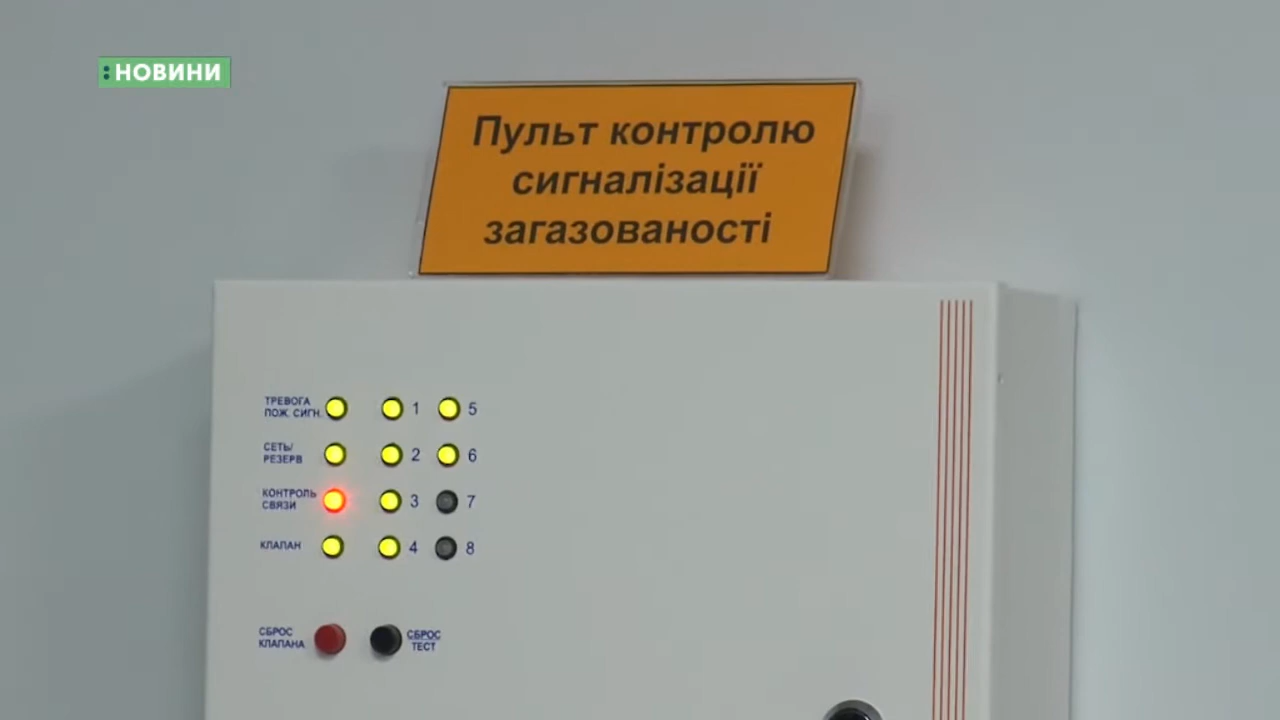 :НОВИНИ
Пульт контролю
сигналізації
загазованості
ТРЕВОГА
ПОЖ. СИГН.
1
5
СЕТЬ/
РЕЗЕРВ
2
6
КОНТРОЛЬ
СВЯЗИ
3
7
КЛАПАН
4
8
СБРОС
КЛАПАНА
СБРОС
ТЕСТ